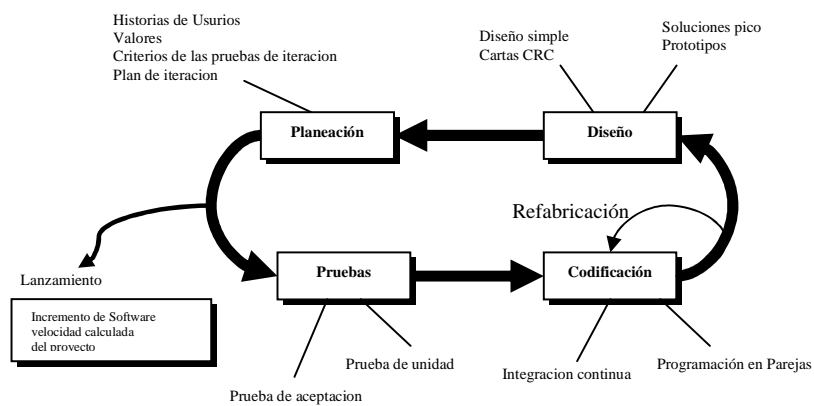 Historias de Usurios
Valores
Criterios de las pruebas de iteracion
Plan de iteracion
Diseño simple
Cartas CRC
Soluciones pico
Prototipos
Planeación
Diseño
Refabricación
Lanzamiento
Incremento de Software
velocidad calculada
del proyecto
Pruebas
Codificación
Prueba de unidad
Prueba de aceptacion
Integracion continua
Programación en Parejas